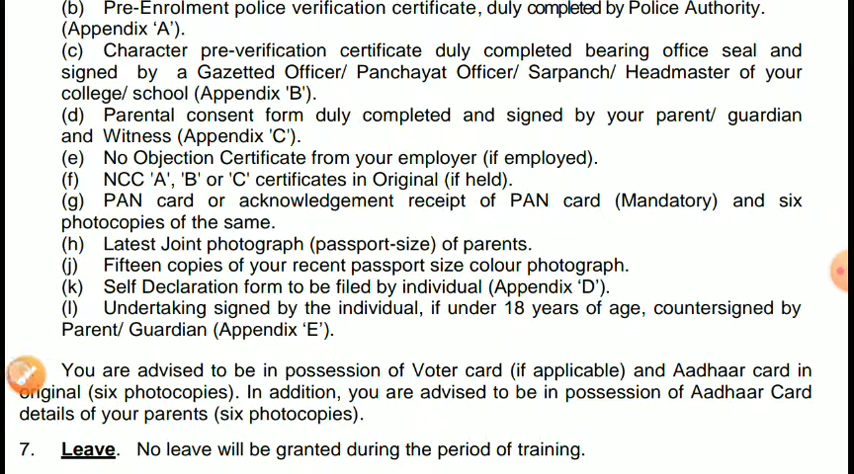 (b) Pre-Enrolment police verification certificate, duly completed by Police Authority.
(Appendix ‘A’).
(c) Character pre-verification certificate duly completed bearing office seal and
signed by a Gazetted Officer/ Panchayat Officer/ Sarpanch/ Headmaster of your
college/ school (Appendix 'B').
(d) Parental consent form duly completed and signed by your parent/ guardian
and Witness (Appendix 'C').
(e) No Objection Certificate from your employer (if employed).
(f) NCC 'A', 'B' or 'C' certificates in Original (if held).
(g) PAN card or acknowledgement receipt of PAN card (Mandatory) and six
photocopies of the same.
(h) Latest Joint photograph (passport-size) of parents.
(j) Fifteen copies of your recent passport size colour photograph.
(k) Self Declaration form to be filed by individual (Appendix ‘D’).
(l) Undertaking signed by the individual, if under 18 years of age, countersigned by
Parent/ Guardian (Appendix ‘E’).
You are advised to be in possession of Voter card (if applicable) and Aadhaar card in
original (six photocopies). In addition, you are advised to be in possession of Aadhaar Card
details of your parents (six photocopies).
7. Leave. No leave will be granted during the period of training.